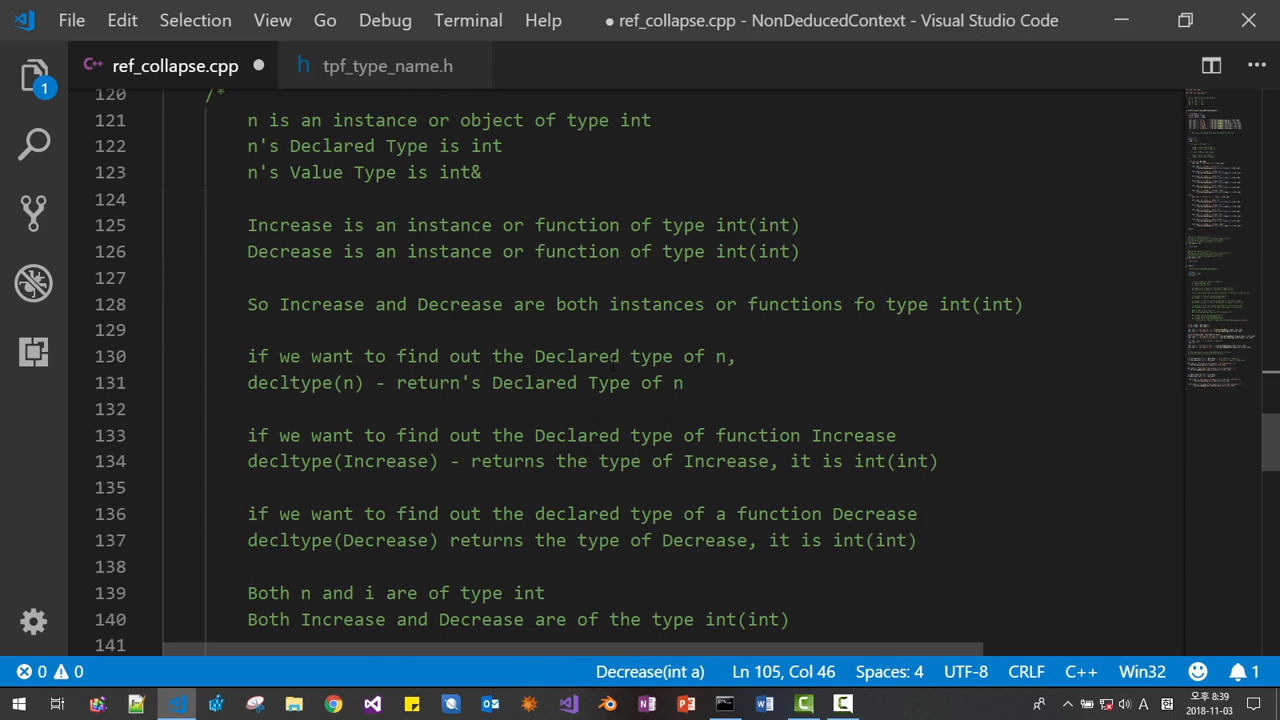 File Edit Selection View Go Debug Terminal Help ● ref_collapse.cpp - NonDeducedContext - Visual Studio Code
C++ ref_collapse.cpp ● h tpf_type_name.h
1
120 /*
121 n is an instance or object of type int
122 n's Declared Type is int
123 n's Value Type is int&
124
125 Increase is an instance or function of type int(int)
126 Decrease is an instance or function of type int(int)
127
128 So Increase and Decrease are both instances or functions fo type int(int)
129
130 if we want to find out the Declared type of n,
131 decltype(n) - return's Declared Type of n
132
133 if we want to find out the Declared type of function Increase
134 decltype(Increase) - returns the type of Increase, it is int(int)
135
136 if we want to find out the declared type of a function Decrease
137 decltype(Decrease) returns the type of Decrease, it is int(int)
138
139 Both n and i are of type int
140 Both Increase and Decrease are of the type int(int)
141
0 0 Decrease(int a) Ln 105, Col 46 Spaces: 4 UTF-8 CRLF C++ Win32 1
A 오후 8:39
2018-11-03